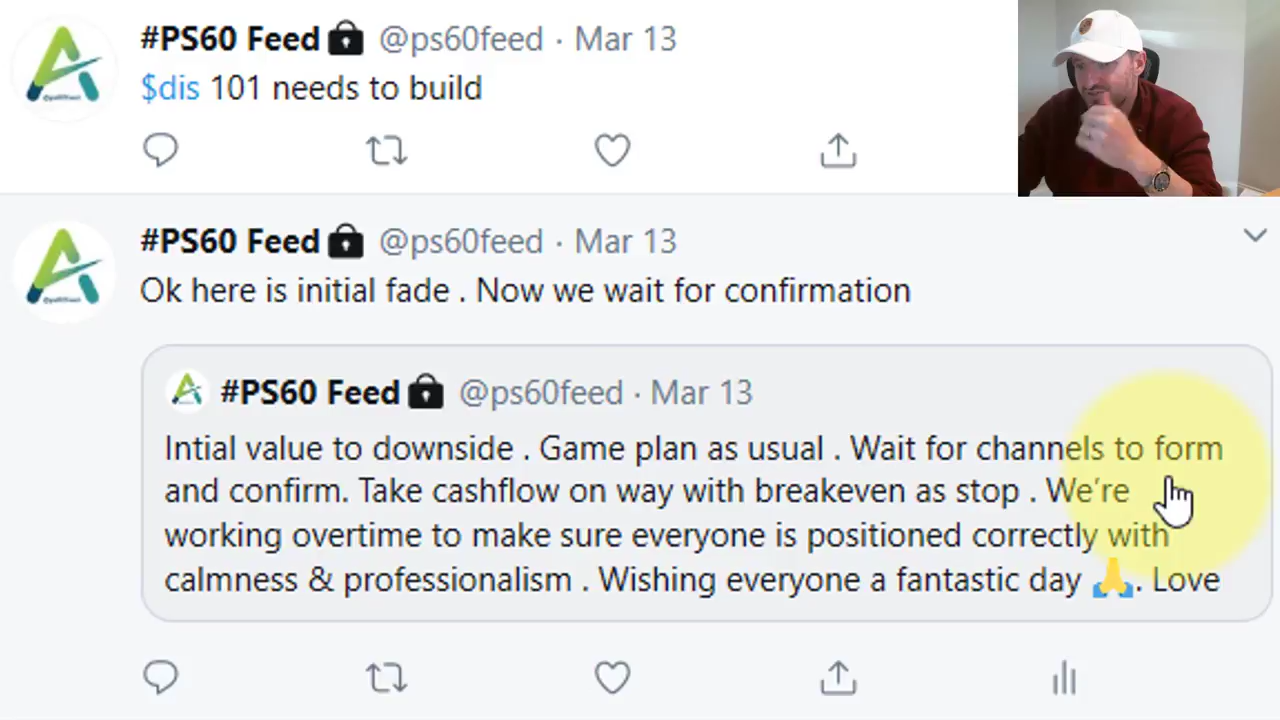 #PS60 Feed @ps60feed · Mar 13
$dis 101 needs to build
#PS60 Feed @ps60feed · Mar 13
Ok here is initial fade . Now we wait for confirmation
#PS60 Feed @ps60feed · Mar 13
Intial value to downside . Game plan as usual . Wait for channels to form
and confirm. Take cashflow on way with breakeven as stop . We’re
working overtime to make sure everyone is positioned correctly with
calmness & professionalism . Wishing everyone a fantastic day 🙏. Love